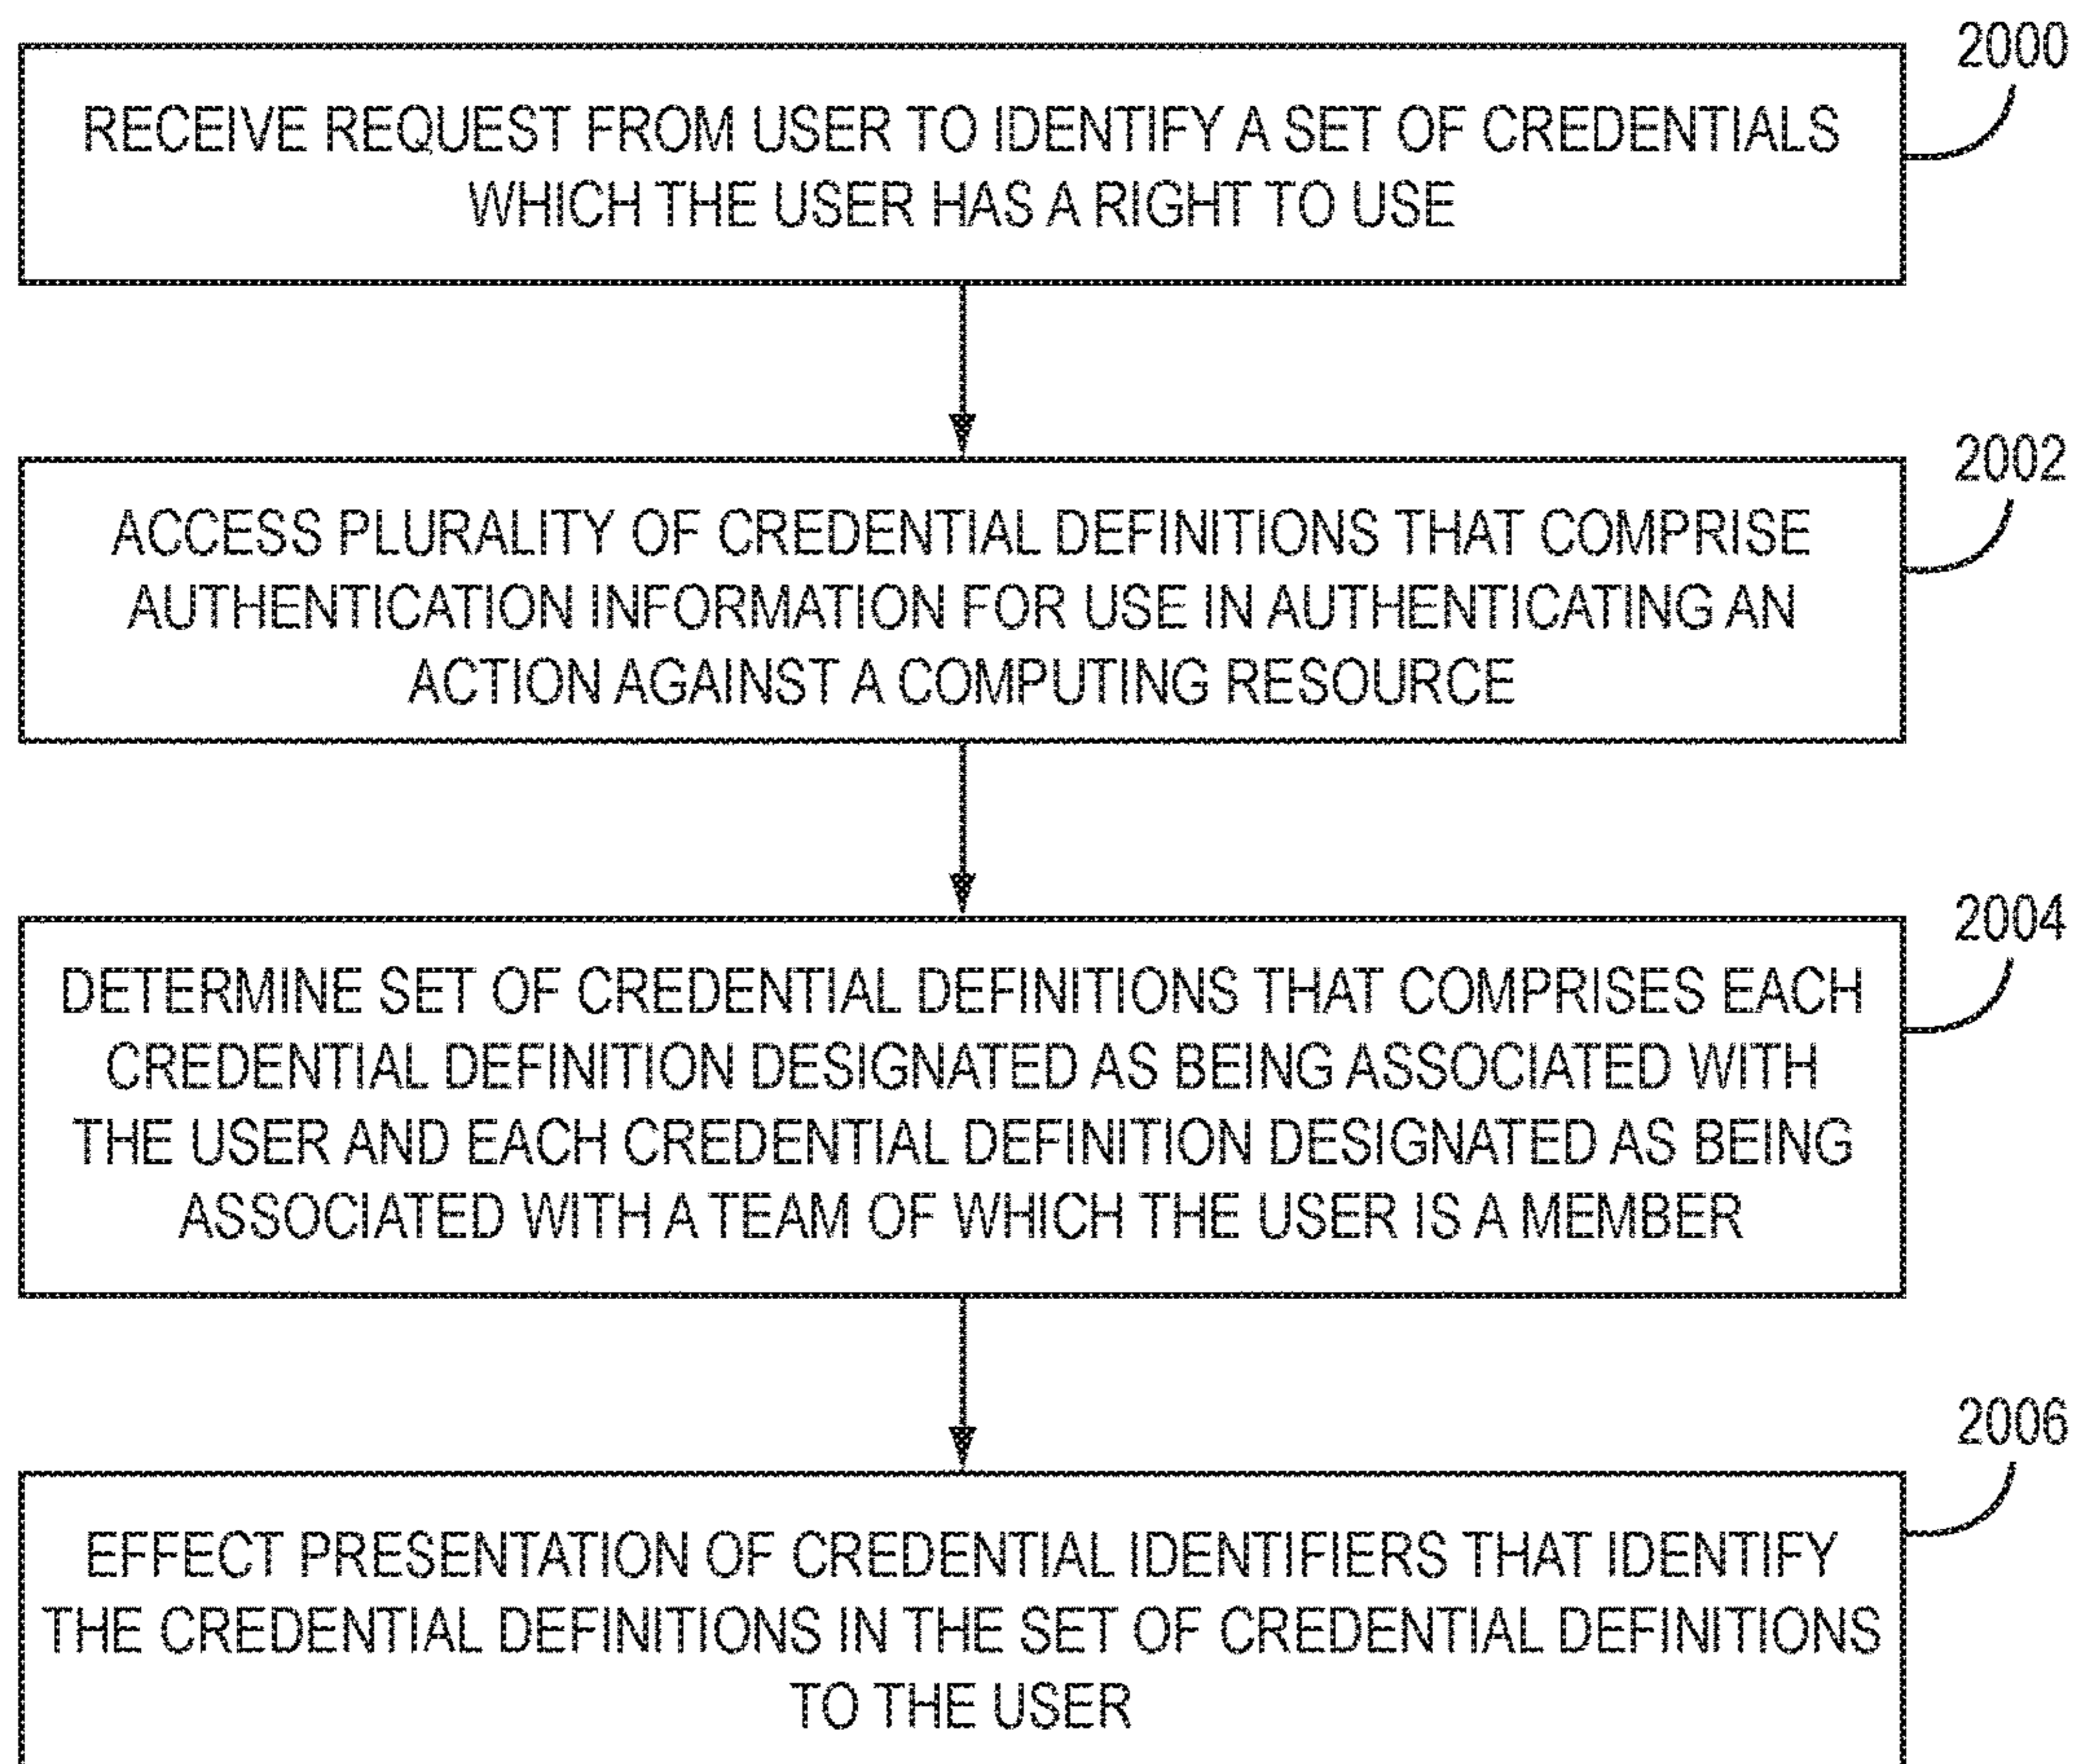 2000
RECEIVE REQUEST FROM USER TO IDENTIFY A SET OF CREDENTIALS
WHICH THE USER HAS A RIGHT TO USE
2002
ACCESS PLURALITY OF CREDENTIAL DEFINITIONS THAT COMPRISE
AUTHENTICATION INFORMATION FOR USE IN AUTHENTICATING AN
ACTION AGAINST A COMPUTING RESOURCE
2004
DETERMINE SET OF CREDENTIAL DEFINITIONS THAT COMPRISES EACH
CREDENTIAL DEFINITION DESIGNATED AS BEING ASSOCIATED WITH
THE USER AND EACH CREDENTIAL DEFINITION DESIGNATED AS BEING
ASSOCIATED WITH A TEAM OF WHICH THE USER IS A MEMBER
2006
EFFECT PRESENTATION OF CREDENTIAL IDENTIFIERS THAT IDENTIFY
THE CREDENTIAL DEFINITIONS IN THE SET OF CREDENTIAL DEFINITIONS
TO THE USER